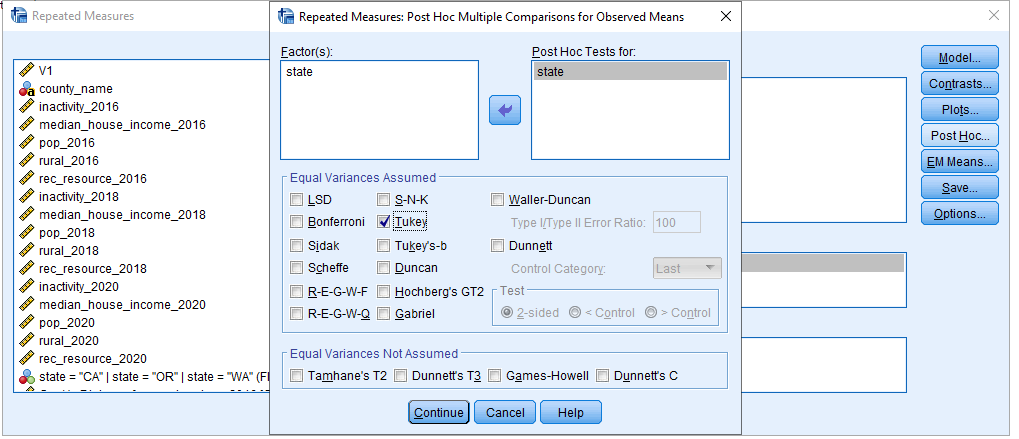 Repeated Measures
Repeated Measures: Post Hoc Multiple Comparisons for Observed Means
V1
county_name
inactivity_2016
median_house_income_2016
pop_2016
rural_2016
rec_resource_2016
inactivity_2018
median_house_income_2018
pop_2018
rural_2018
rec_resource_2018
inactivity_2020
median_house_income_2020
pop_2020
rural_2020
rec_resource_2020
state = "CA" | state = "OR" | state = "WA" (FI
Factor(s):
state
Post Hoc Tests for:
state
Equal Variances Assumed
LSD
S-N-K
Waller-Duncan
Bonferroni
Tukey
Type I/Type II Error Ratio:
100
Sidak
Tukey's-b
Dunnett
Scheffe
Duncan
Control Category:
Last
R-E-G-W-F
Hochberg's GT2
Test
R-E-G-W-Q
Gabriel
2-sided
< Control
> Control
Equal Variances Not Assumed
Tamhane's T2
Dunnett's T3
Games-Howell
Dunnett's C
Continue
Cancel
Help
Model...
Contrasts...
Plots...
Post Hoc...
EM Means...
Save...
Options...